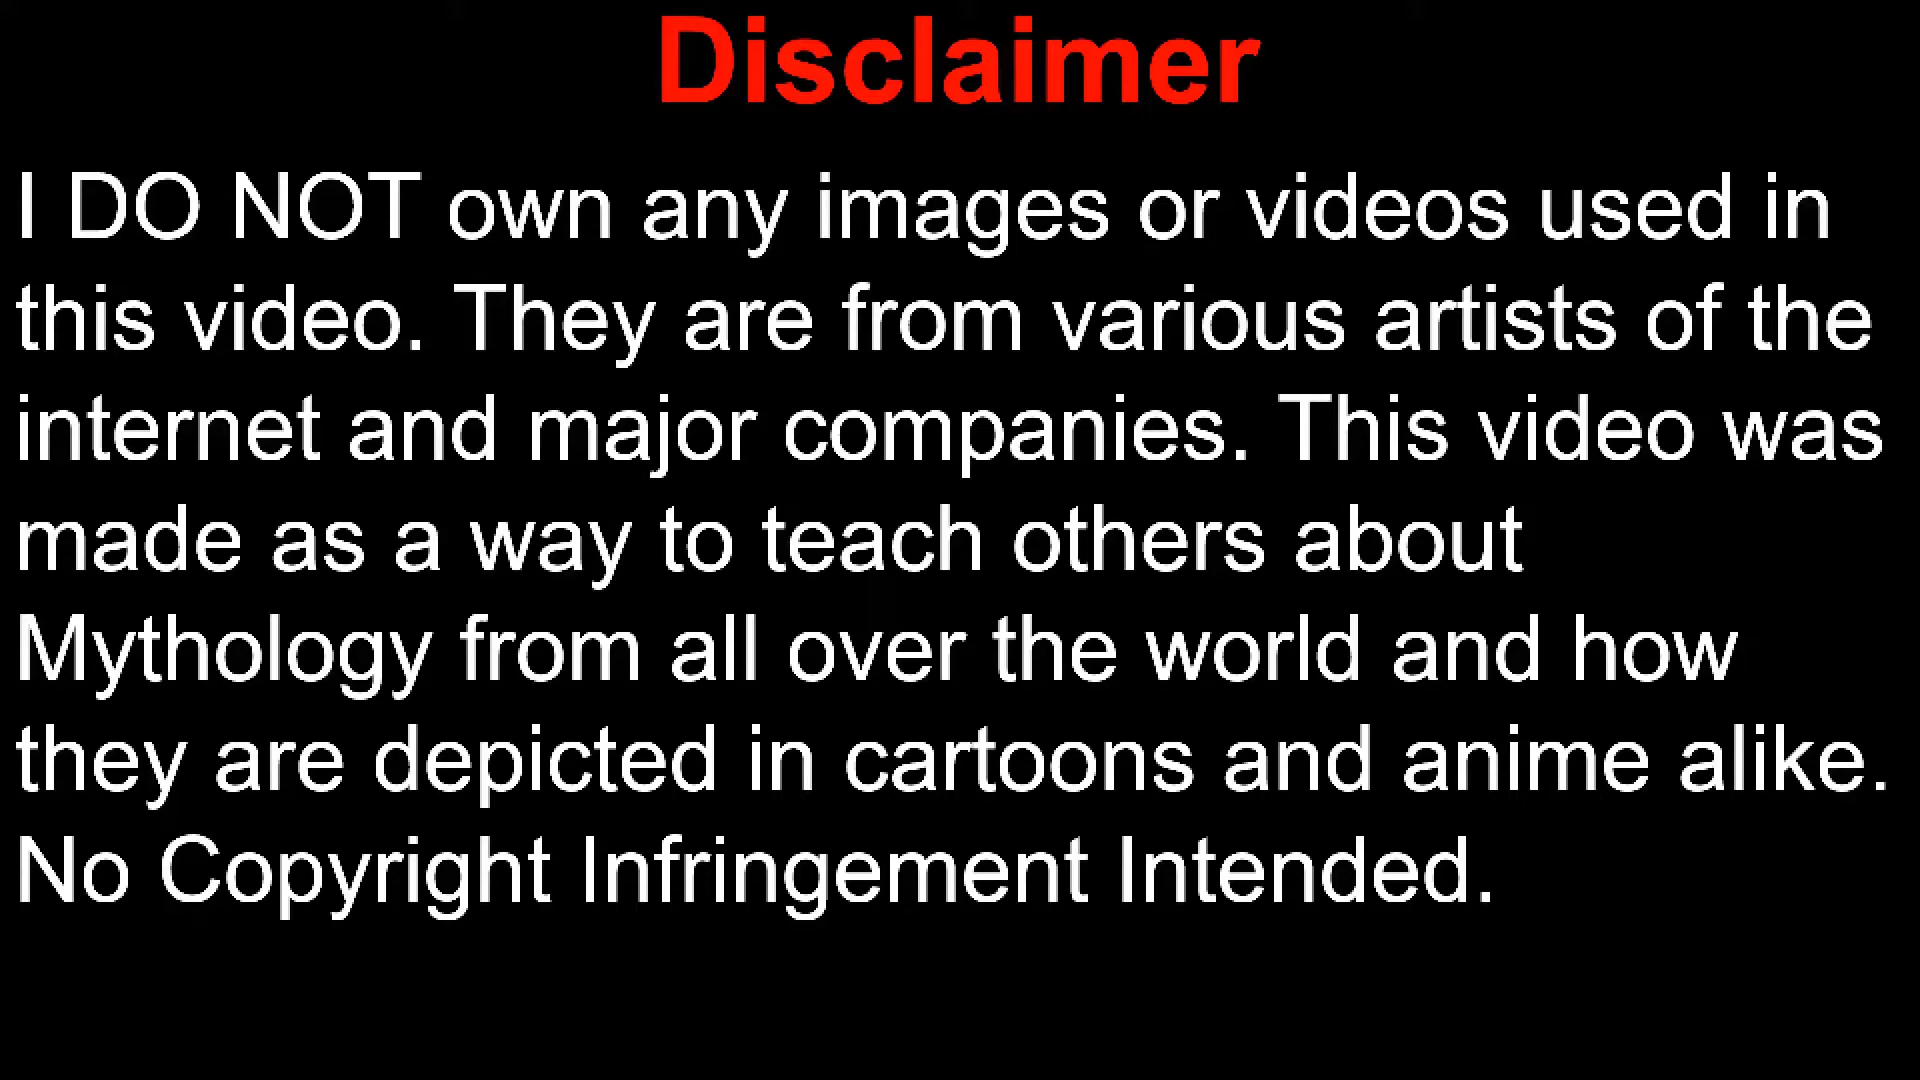 Disclaimer
I DO NOT own any images or videos used in
this video. They are from various artists of the
internet and major companies. This video was
made as a way to teach others about
Mythology from all over the world and how
they are depicted in cartoons and anime alike.
No Copyright Infringement Intended.